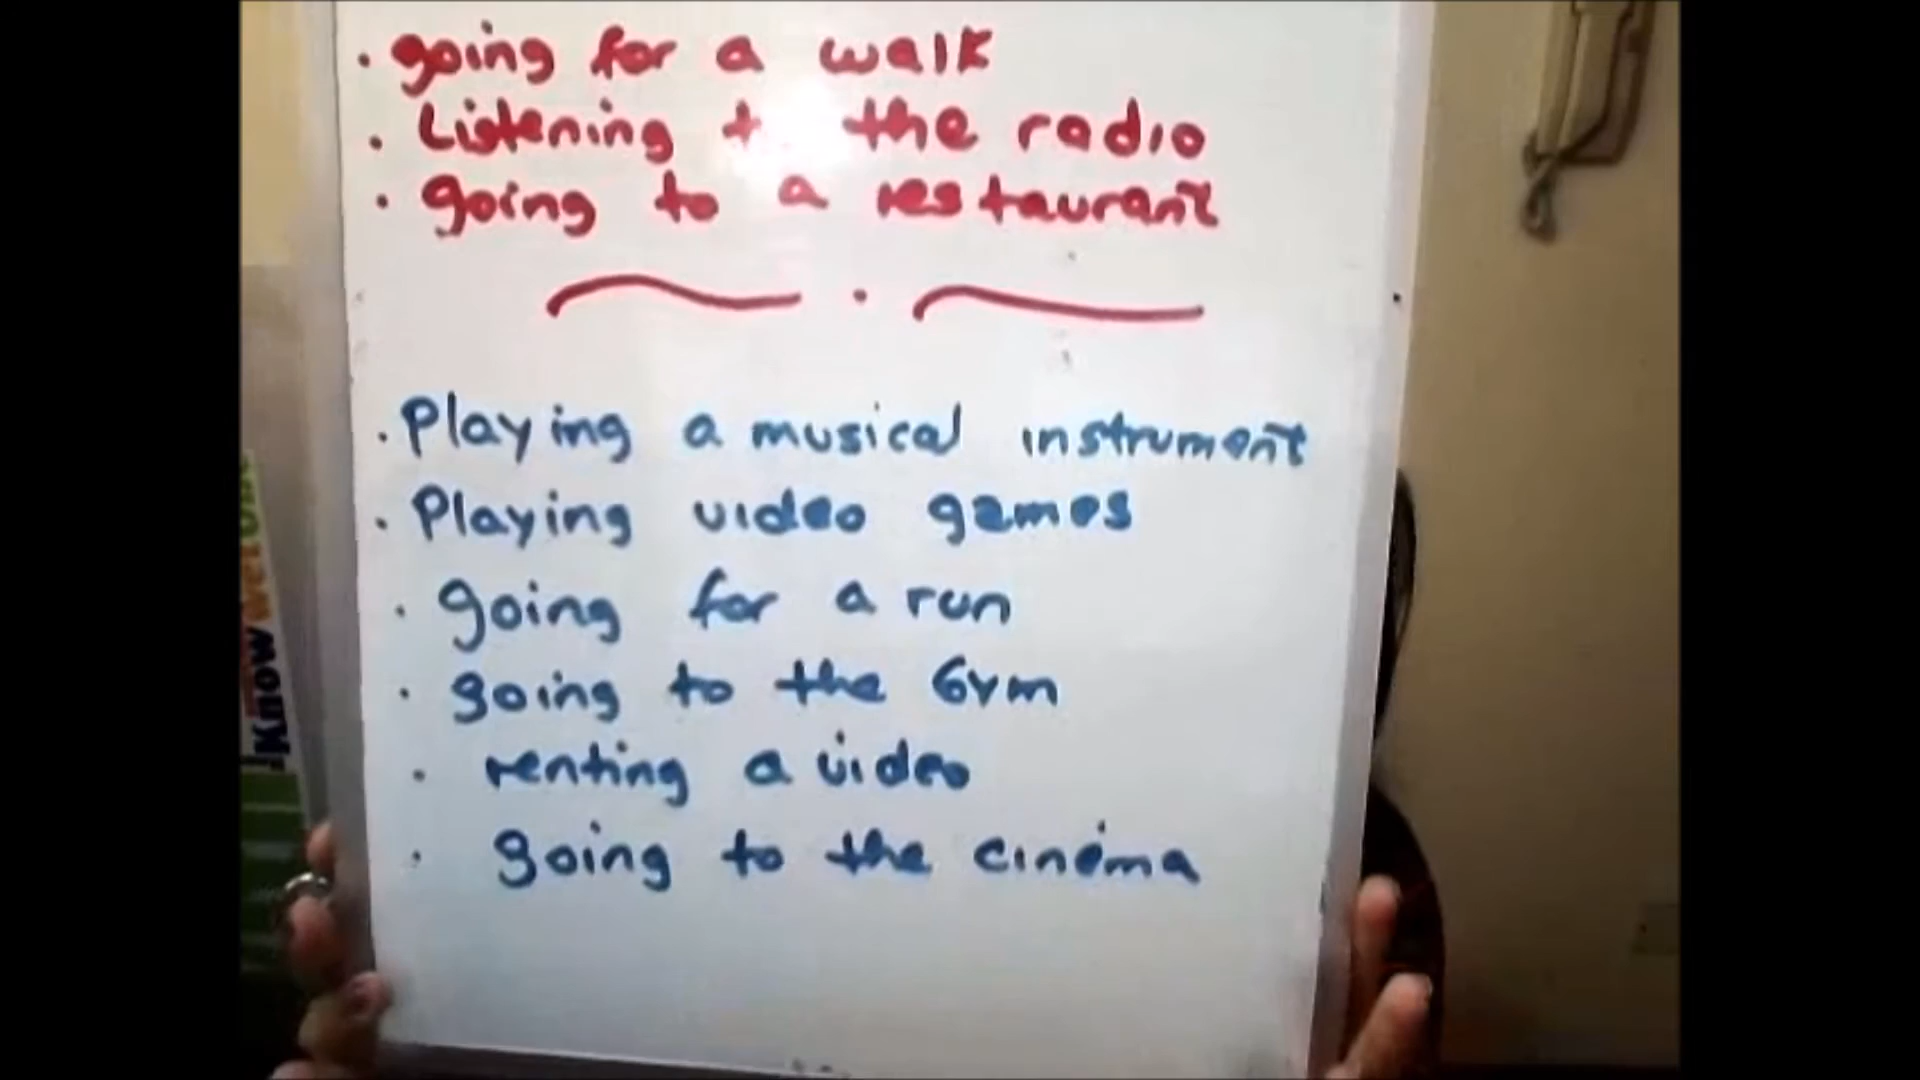 · going for a walk
· Listening to the radio
· going to a restaurant
· Playing a musical instrument
· Playing video games
· going for a run
· going to the Gym
· renting a video
· going to the cinema
Know